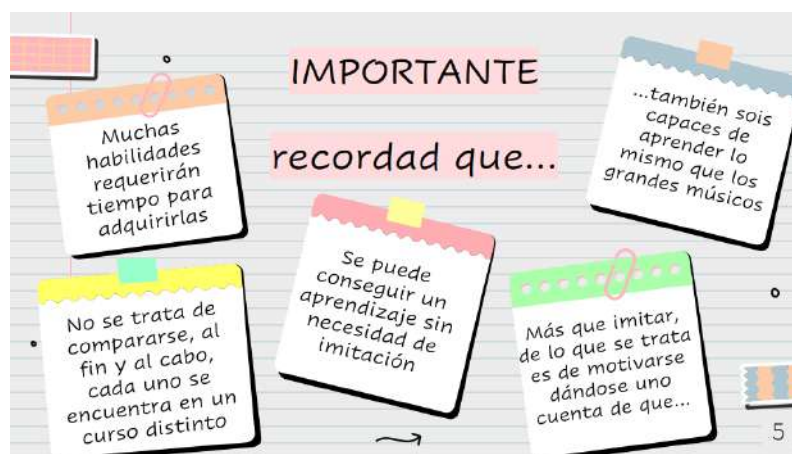 IMPORTANTE
recordad que...
Muchas
habilidades
requerirán
tiempo para
adquirirlas
No se trata de
compararse, al
fin y al cabo,
cada uno se
encuentra en un
curso distinto
Se puede
conseguir un
aprendizaje sin
necesidad de
imitación
Más que imitar,
de lo que se trata
es de motivarse
dándose uno
cuenta de que...
...también sois
capaces de
aprender lo
mismo que los
grandes músicos
5